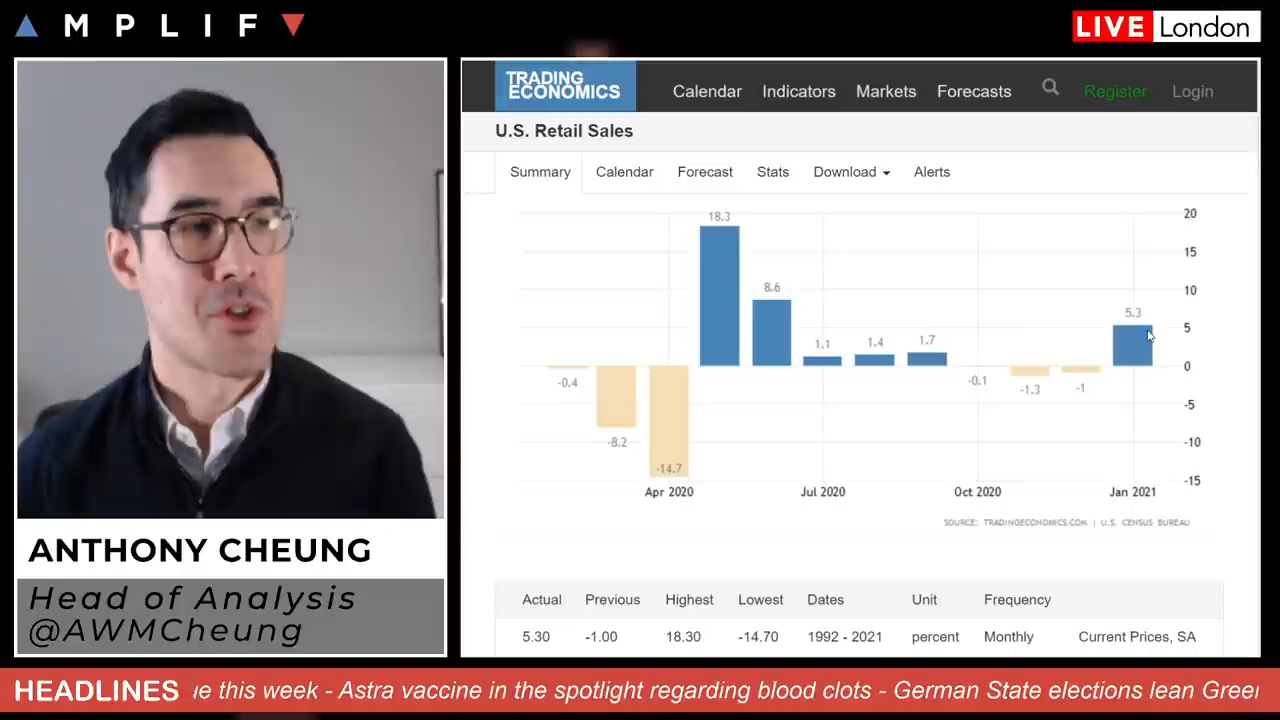 MPLIF
LIVE London
TRADING ECONOMICS
Calendar Indicators Markets Forecasts Register Login
U.S. Retail Sales
Summary Calendar Forecast Stats Download Alerts
18.3
8.6
1.1
1.4
1.7
5.3
-0.4
-8.2
-14.7
-0.1
-1.3
-1
20
15
10
5
0
-5
-10
-15
Apr 2020 Jul 2020 Oct 2020 Jan 2021
SOURCE: TRADINGECONOMICS.COM | U.S. CENSUS BUREAU
Actual Previous Highest Lowest Dates Unit Frequency
5.30 -1.00 18.30 -14.70 1992 - 2021 percent Monthly Current Prices, SA
ANTHONY CHEUNG
Head of Analysis
@AWMCheung
HEADLINES this week - Astra vaccine in the spotlight regarding blood clots - German State elections lean